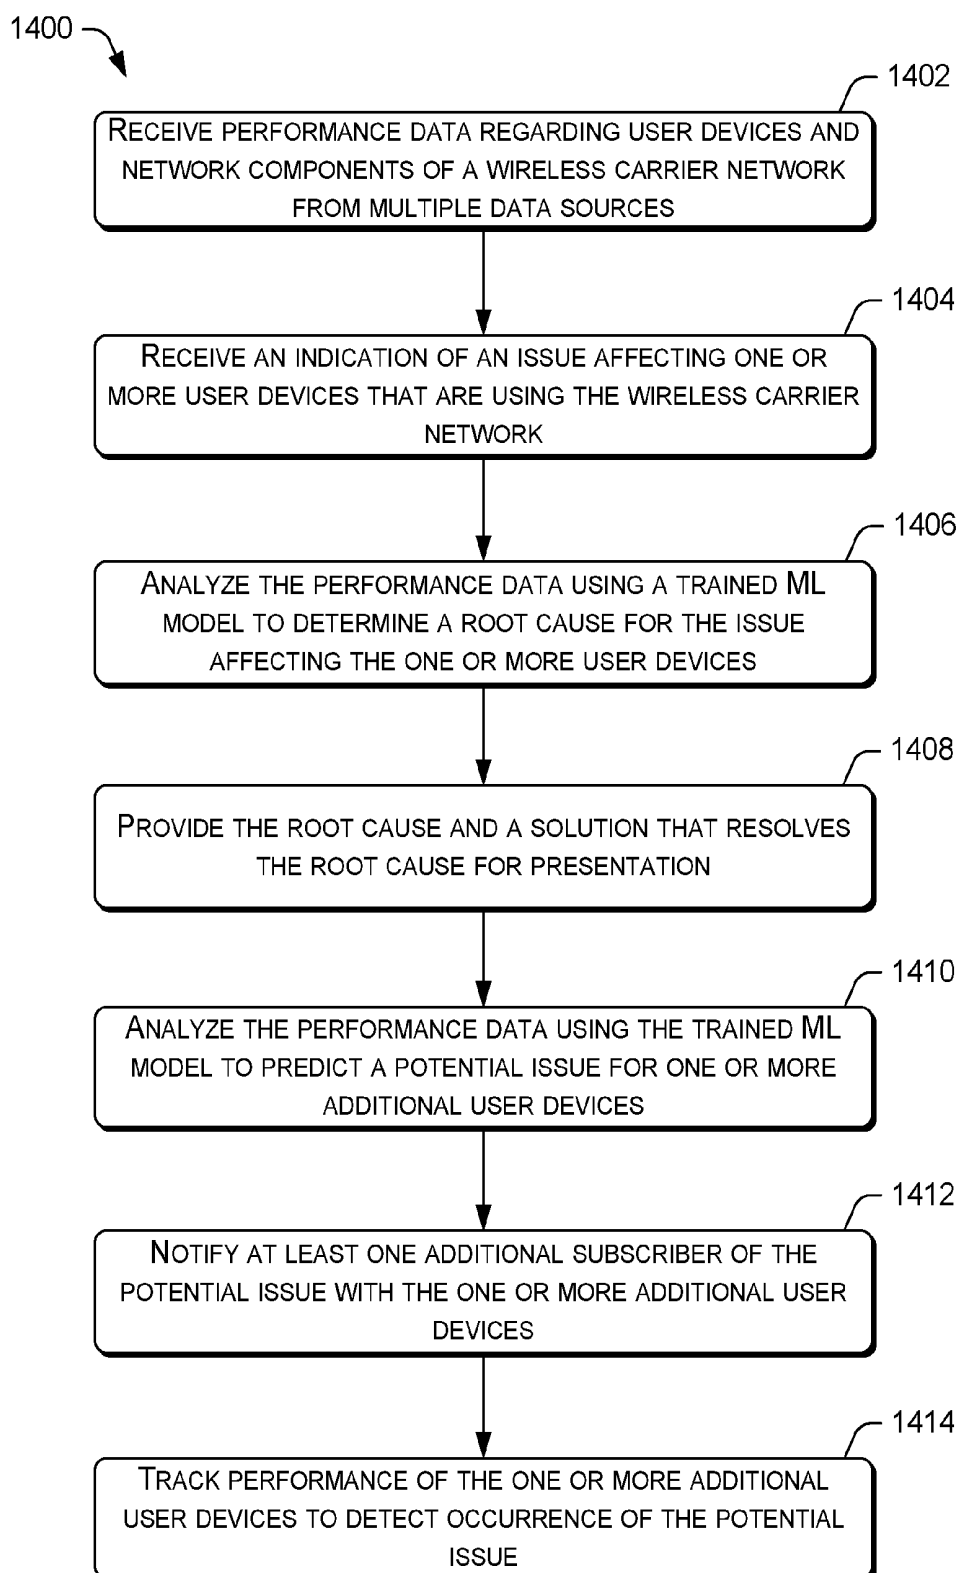 1400
1402
RECEIVE PERFORMANCE DATA REGARDING USER DEVICES AND
NETWORK COMPONENTS OF A WIRELESS CARRIER NETWORK
FROM MULTIPLE DATA SOURCES
1404
RECEIVE AN INDICATION OF AN ISSUE AFFECTING ONE OR
MORE USER DEVICES THAT ARE USING THE WIRELESS CARRIER
NETWORK
1406
ANALYZE THE PERFORMANCE DATA USING A TRAINED ML
MODEL TO DETERMINE A ROOT CAUSE FOR THE ISSUE
AFFECTING THE ONE OR MORE USER DEVICES
1408
PROVIDE THE ROOT CAUSE AND A SOLUTION THAT RESOLVES
THE ROOT CAUSE FOR PRESENTATION
1410
ANALYZE THE PERFORMANCE DATA USING THE TRAINED ML
MODEL TO PREDICT A POTENTIAL ISSUE FOR ONE OR MORE
ADDITIONAL USER DEVICES
1412
NOTIFY AT LEAST ONE ADDITIONAL SUBSCRIBER OF THE
POTENTIAL ISSUE WITH THE ONE OR MORE ADDITIONAL USER
DEVICES
1414
TRACK PERFORMANCE OF THE ONE OR MORE ADDITIONAL
USER DEVICES TO DETECT OCCURRENCE OF THE POTENTIAL
ISSUE